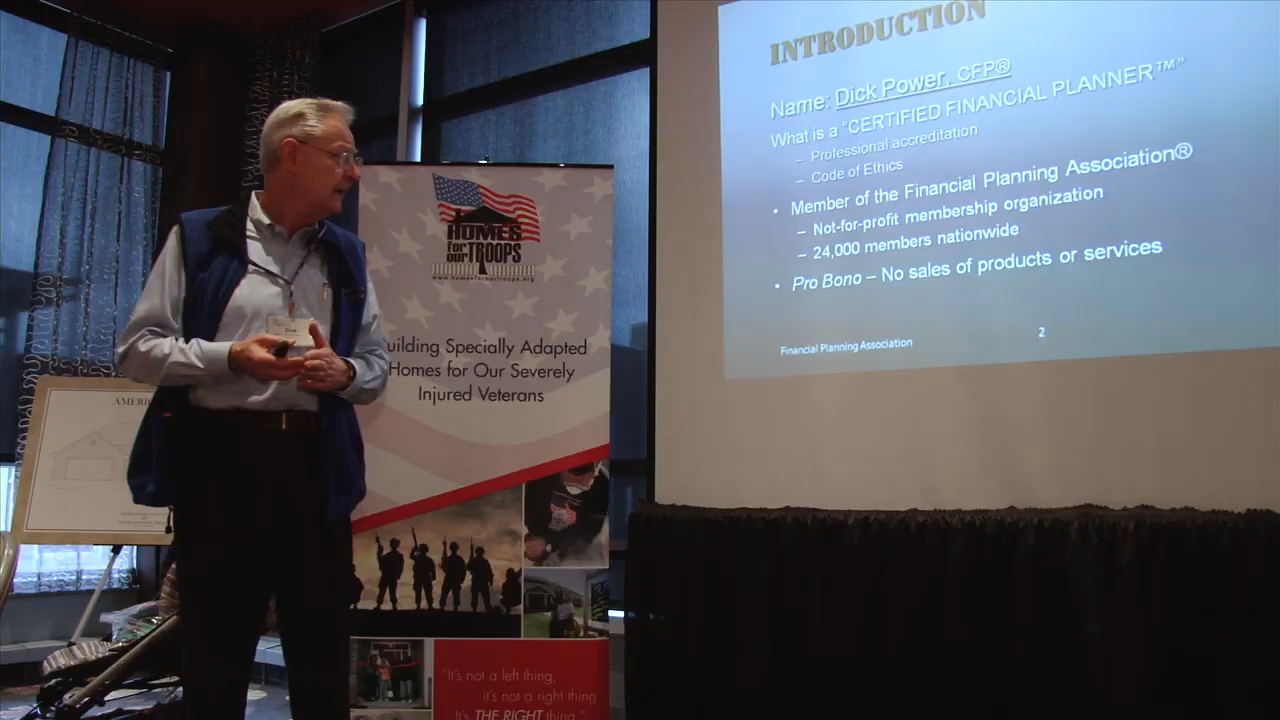 INTRODUCTION
Name: Dick Power, CFP®
What is a "CERTIFIED FINANCIAL PLANNER™"
– Professional accreditation
– Code of Ethics
• Member of the Financial Planning Association®
– Not-for-profit membership organization
– 24,000 members nationwide
• Pro Bono – No sales of products or services
Financial Planning Association
2
HOMES
for
our TROOPS
www.homesforourtroops.org
uilding Specially Adapted
Homes for Our Severely
Injured Veterans
"It's not a left thing,
it's not a right thing
It's THE RIGHT thing."
Dick
AMERI